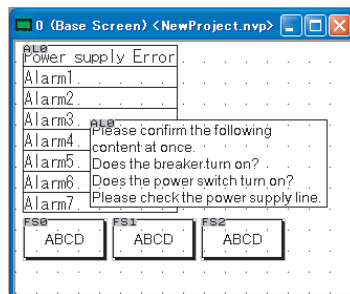 0 (Base Screen) <NewProject.nvp>
AL0
Power supply Error
Alarm1
Alarm2
Alarm3
Alarm4
Alarm5
Alarm6
Alarm7
AL0
Please confirm the following
content at once.
Does the breaker turn on?
Does the power switch turn on?
Please check the power supply line.
FS0
ABCD
FS1
ABCD
FS2
ABCD